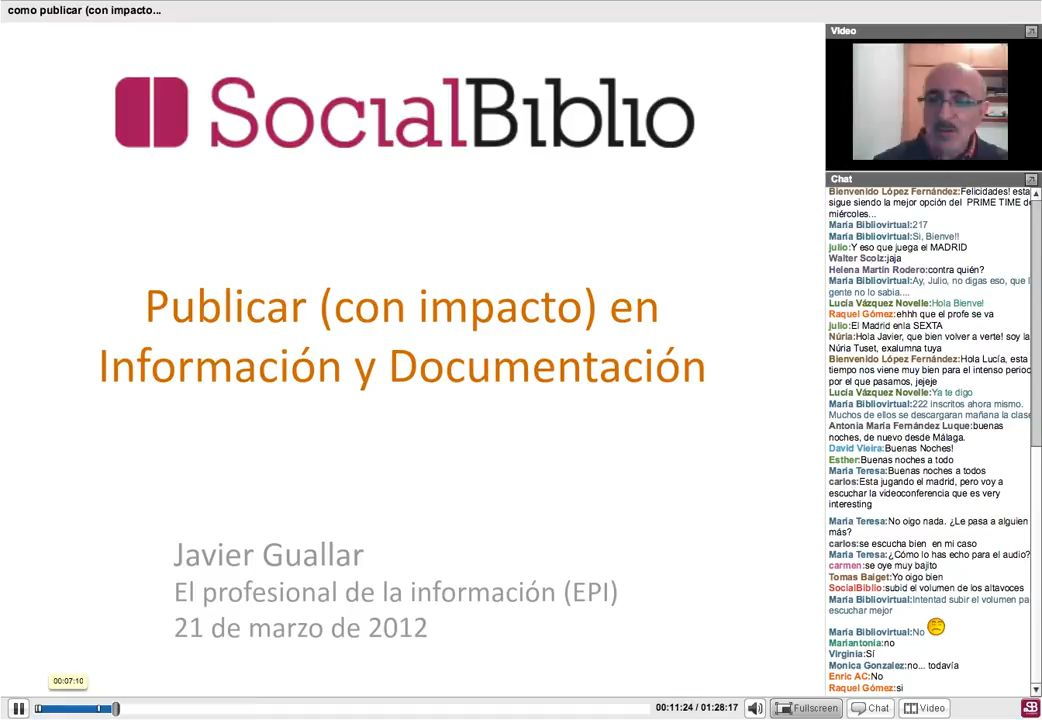 como publicar (con impacto...
SocialBiblio
Publicar (con impacto) en
Información y Documentación
Javier Guallar
El profesional de la información (EPI)
21 de marzo de 2012
Video
Chat
Bienvenido López Fernández:Felicidades! esta
sigue siendo la mejor opción del PRIME TIME de
miércoles...
María Bibliovirtual:217
María Bibliovirtual:Si, Bienve!!
julio:Y eso que juega el MADRID
Walter Scolz:jaja
Helena Martín Rodero:contra quién?
María Bibliovirtual:Ay, Julio, no digas eso, que l
gente no lo sabia....
Lucía Vázquez Novelle:Hola Bienve!
Raquel Gómez:ehhh que el profe se va
julio:El Madrid enla SEXTA
Núria:Hola Javier, que bien volver a verte! soy la
Núria Tuset, exalumna tuya
Bienvenido López Fernández:Hola Lucía, esta
tiempo nos viene muy bien para el intenso period
por el que pasamos, jejeje
Lucía Vázquez Novelle:Ya te digo
María Bibliovirtual:222 inscritos ahora mismo.
Muchos de ellos se descargaran mañana la clase
Antonia María Fernández Luque:buenas
noches, de nuevo desde Málaga.
David Vieira:Buenas Noches!
Esther:Buenas noches a todo
María Teresa:Buenas noches a todos
carlos:Esta jugando el madrid, pero voy a
escuchar la videoconferencia que es very
interesting
María Teresa:No oigo nada. ¿Le pasa a alguien
más?
carlos:se escucha bien en mi caso
María Teresa:¿Cómo lo has echo para el audio?
carmen:se oye muy bajito
Tomas Balget:Yo oigo bien
SocialBiblio:subid el volumen de los altavoces
María Bibliovirtual:Intentad subir el volumen pa
escuchar mejor
María Bibliovirtual:No
Mariantonia:no
Virginia:Sí
Monica Gonzalez:no... todavía
Enric AC:No
Raquel Gómez:si
00:07:10
00:11:24 / 01:28:17
Fullscreen
Chat
Video
SB